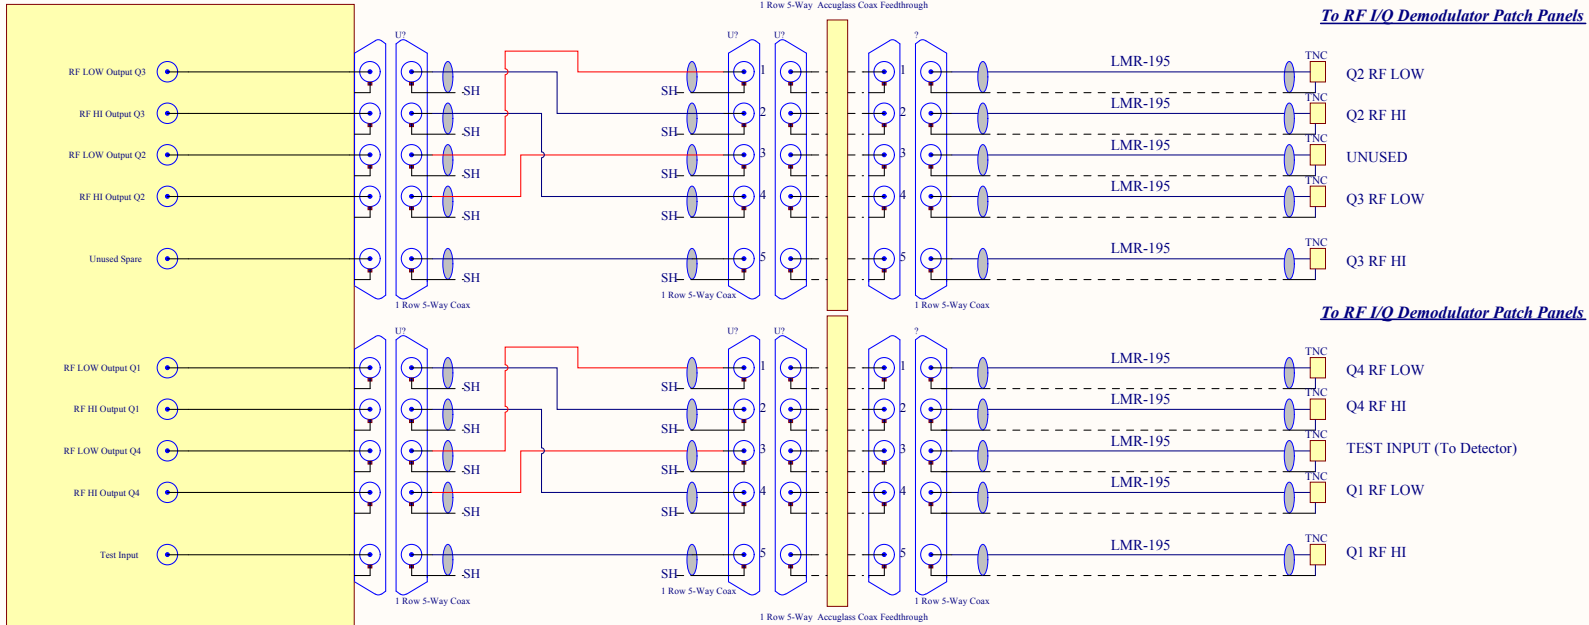 1 Row 5-Way Accuglass Coax Feedthrough
To RF I/Q Demodulator Patch Panels
U? U? U? ?
RF LOW Output Q3 SH SH 1 1 LMR-195 TNC Q2 RF LOW
RF HI Output Q3 SH SH 2 2 LMR-195 TNC Q2 RF HI
RF LOW Output Q2 SH SH 3 3 LMR-195 TNC UNUSED
RF HI Output Q2 SH SH 4 4 LMR-195 TNC Q3 RF LOW
Unused Spare SH SH 5 5 LMR-195 TNC Q3 RF HI
1 Row 5-Way Coax 1 Row 5-Way Coax 1 Row 5-Way Coax
To RF I/Q Demodulator Patch Panels
U? U? U? ?
RF LOW Output Q1 SH SH 1 1 LMR-195 TNC Q4 RF LOW
RF HI Output Q1 SH SH 2 2 LMR-195 TNC Q4 RF HI
RF LOW Output Q4 SH SH 3 3 LMR-195 TNC TEST INPUT (To Detector)
RF HI Output Q4 SH SH 4 4 LMR-195 TNC Q1 RF LOW
Test Input SH SH 5 5 LMR-195 TNC Q1 RF HI
1 Row 5-Way Coax 1 Row 5-Way Coax 1 Row 5-Way Coax
1 Row 5-Way Accuglass Coax Feedthrough